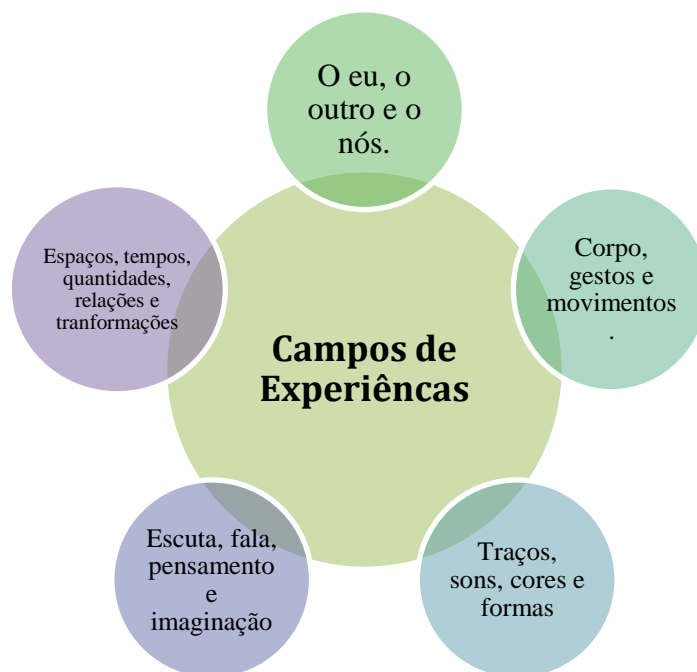 O eu, o
outro e o
nós.
Espaços, tempos,
quantidades,
relações e
tranformações
Corpo,
gestos e
movimentos
.
Campos de
Experiêncas
Escuta, fala,
pensamento
e
imaginação
Traços,
sons, cores e
formas